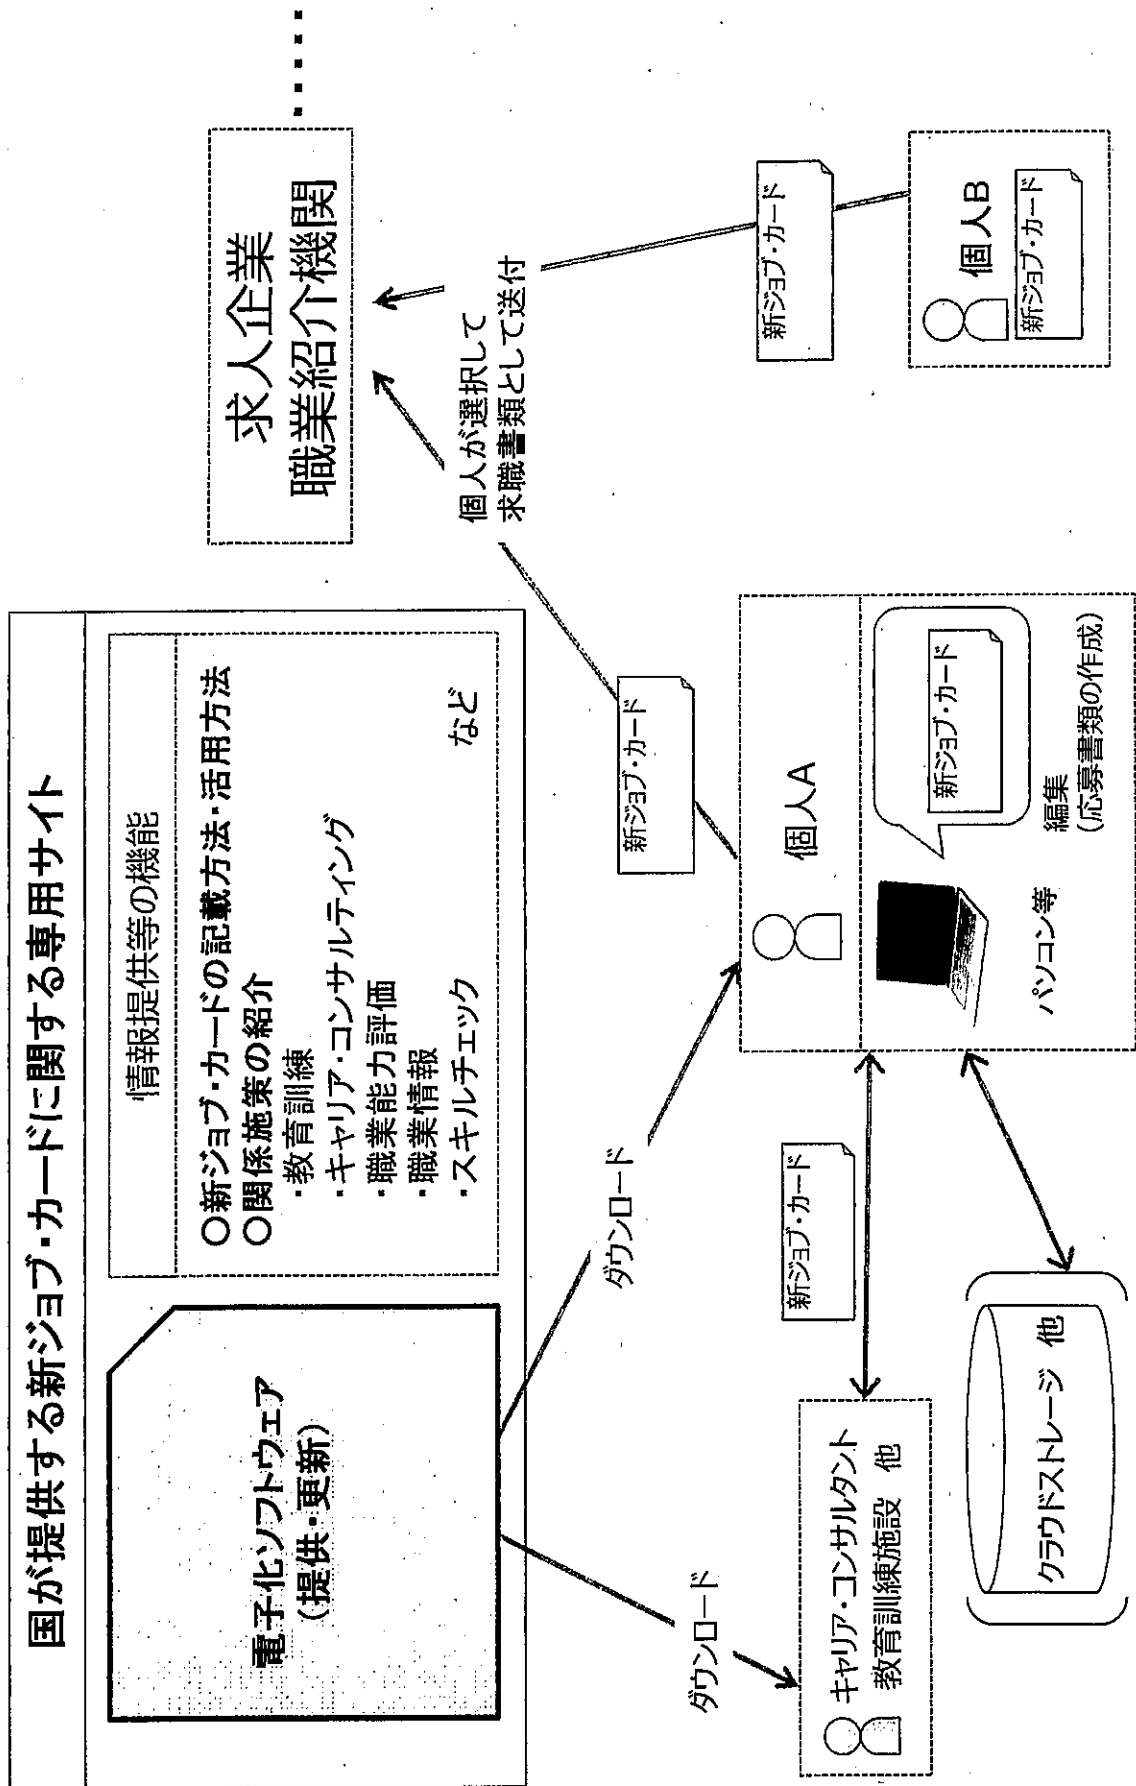 国が提供する新ジョブ・カードに関する専用サイト
電子化ソフトウェア
(提供・更新)
情報提供等の機能
○新ジョブ・カードの記載方法・活用方法
○関係施策の紹介
・教育訓練
・キャリア・コンサルティング
・職業能力評価
・職業情報
・スキルチェック
など
求人企業
職業紹介機関
・・・・・
ダウンロード
ダウンロード
新ジョブ・カード
個人が選択して
求職書類として送付
新ジョブ・カード
キャリア・コンサルタント
教育訓練施設 他
新ジョブ・カード
個人A
パソコン等
新ジョブ・カード
編集
(応募書類の作成)
個人B
新ジョブ・カード
クラウドストレージ 他